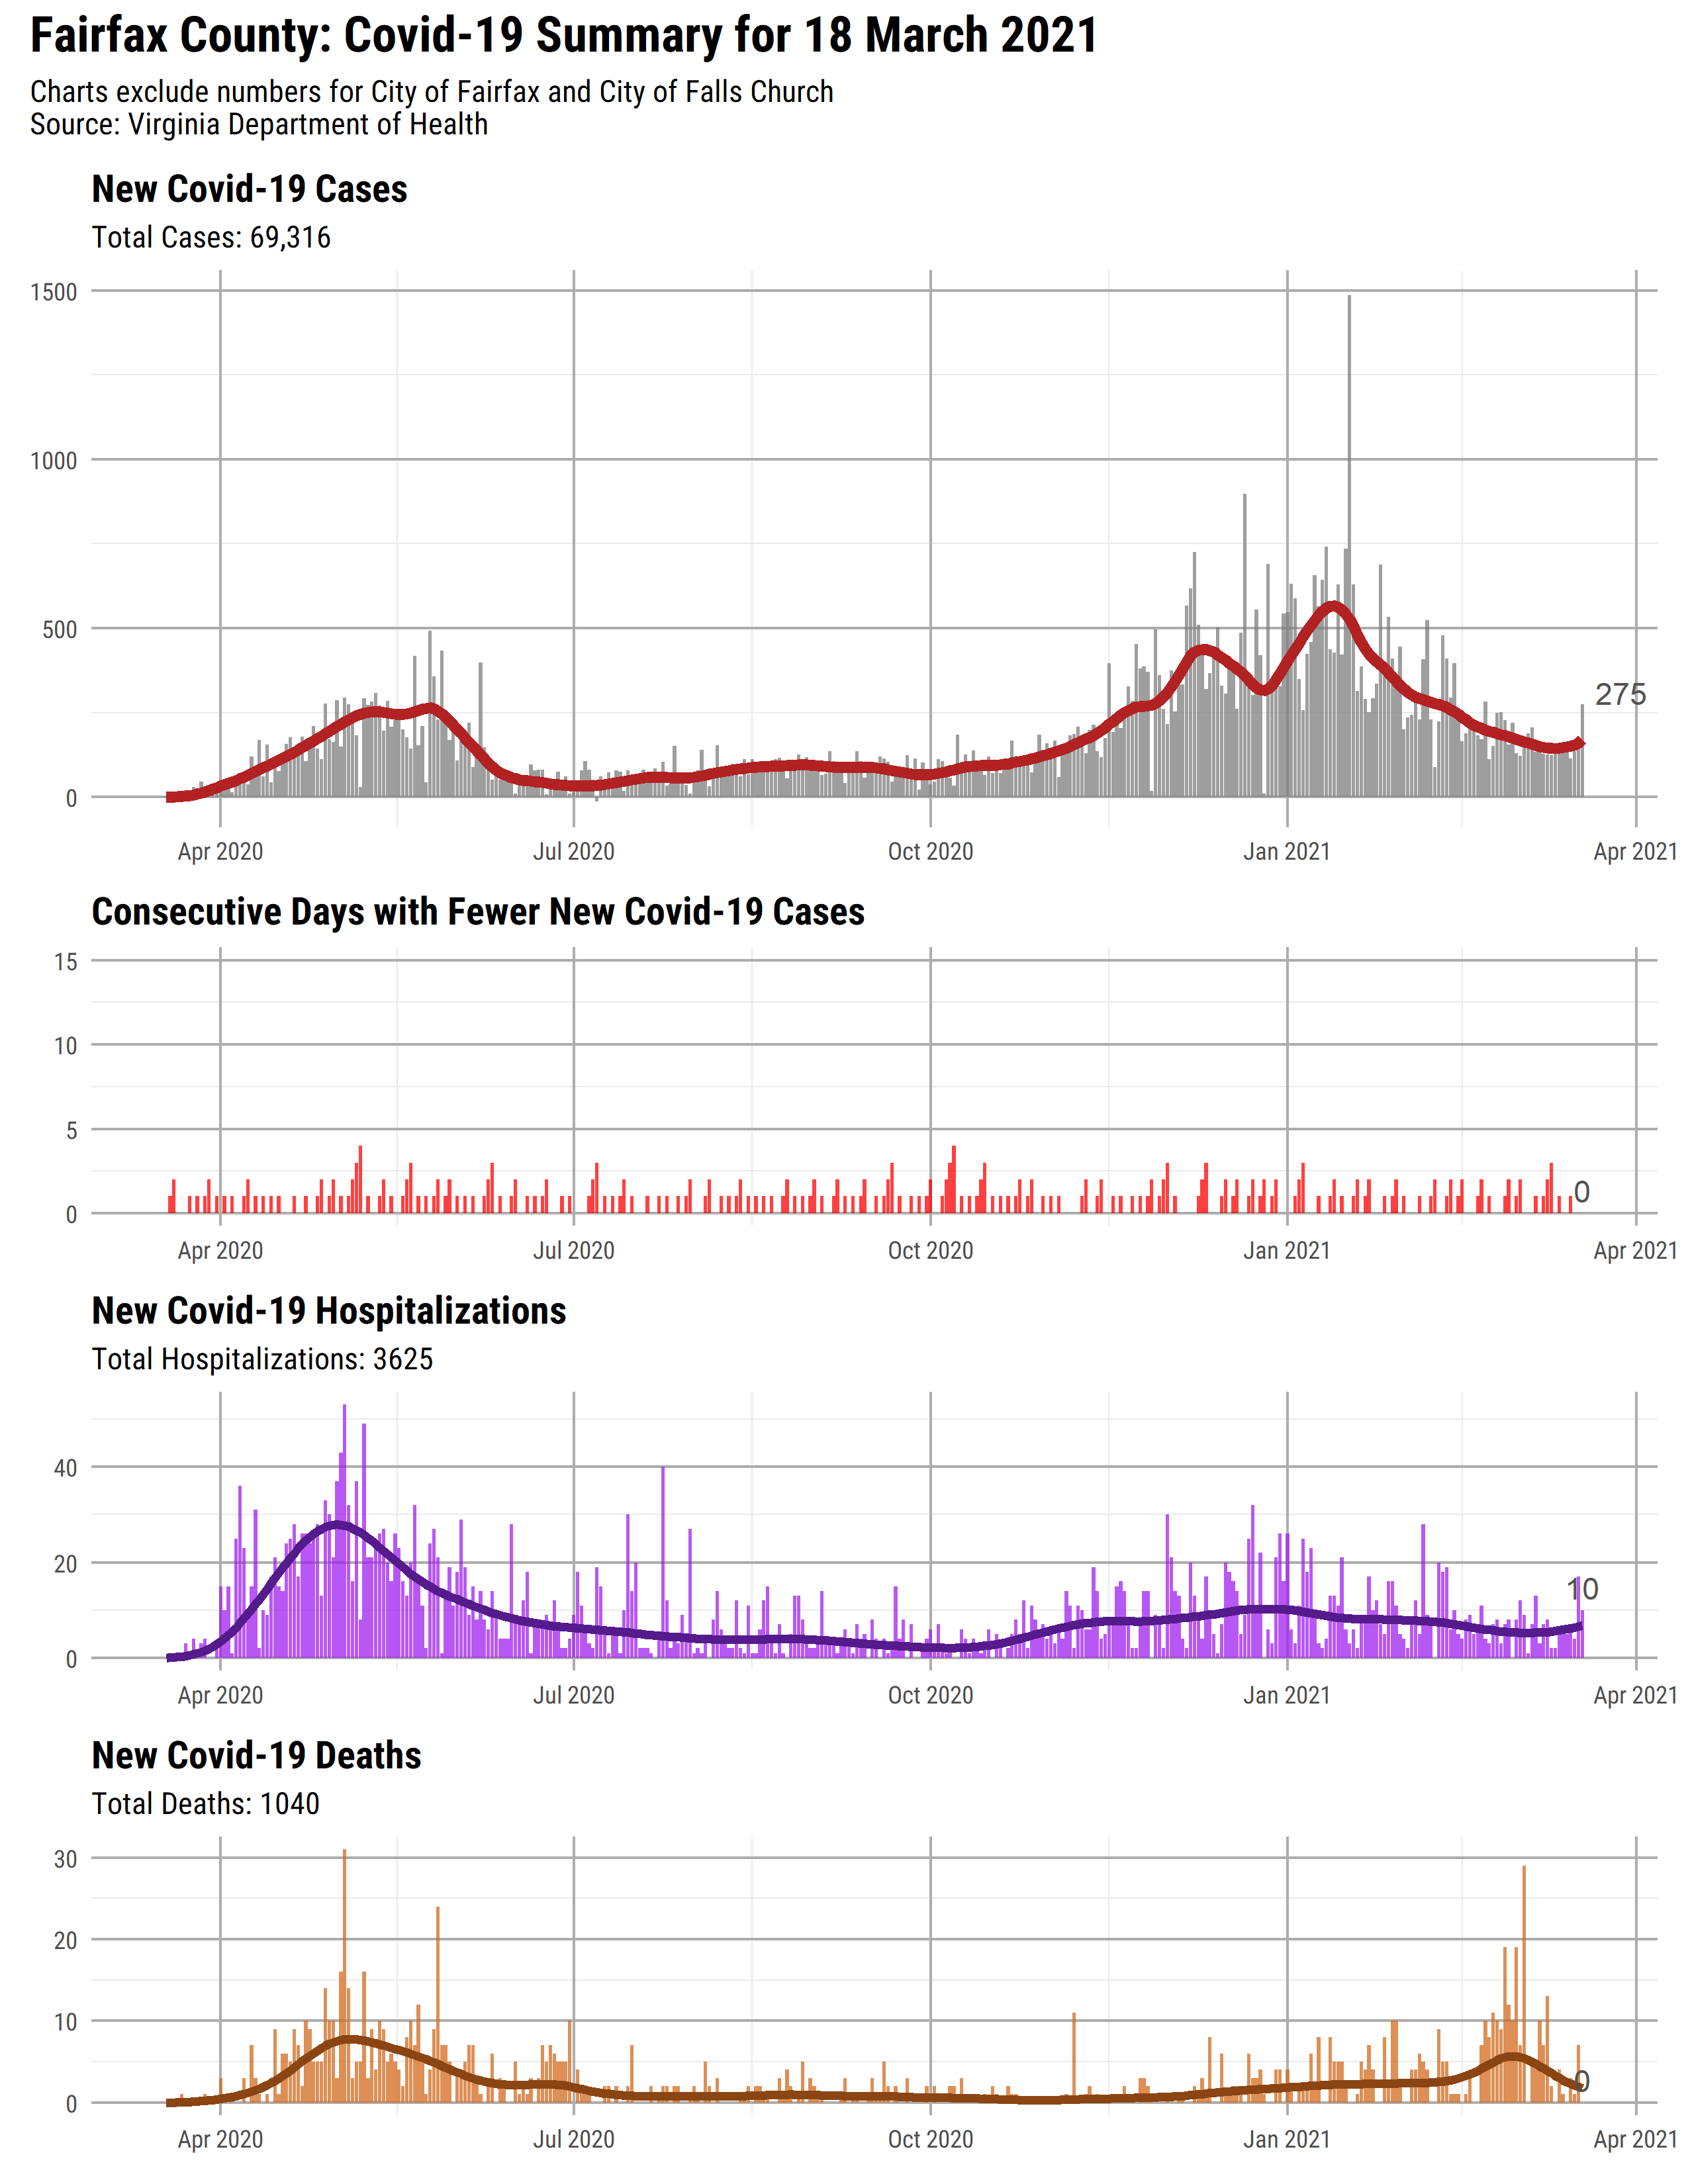 Fairfax County: Covid-19 Summary for 18 March 2021
Charts exclude numbers for City of Fairfax and City of Falls Church
Source: Virginia Department of Health
New Covid-19 Cases
Total Cases: 69,316
1500
1000
500
0
275
Apr 2020 Jul 2020 Oct 2020 Jan 2021 Apr 2021
Consecutive Days with Fewer New Covid-19 Cases
15
10
5
0
0
Apr 2020 Jul 2020 Oct 2020 Jan 2021 Apr 2021
New Covid-19 Hospitalizations
Total Hospitalizations: 3625
40
20
10
0
Apr 2020 Jul 2020 Oct 2020 Jan 2021 Apr 2021
New Covid-19 Deaths
Total Deaths: 1040
30
20
10
0
0
Apr 2020 Jul 2020 Oct 2020 Jan 2021 Apr 2021